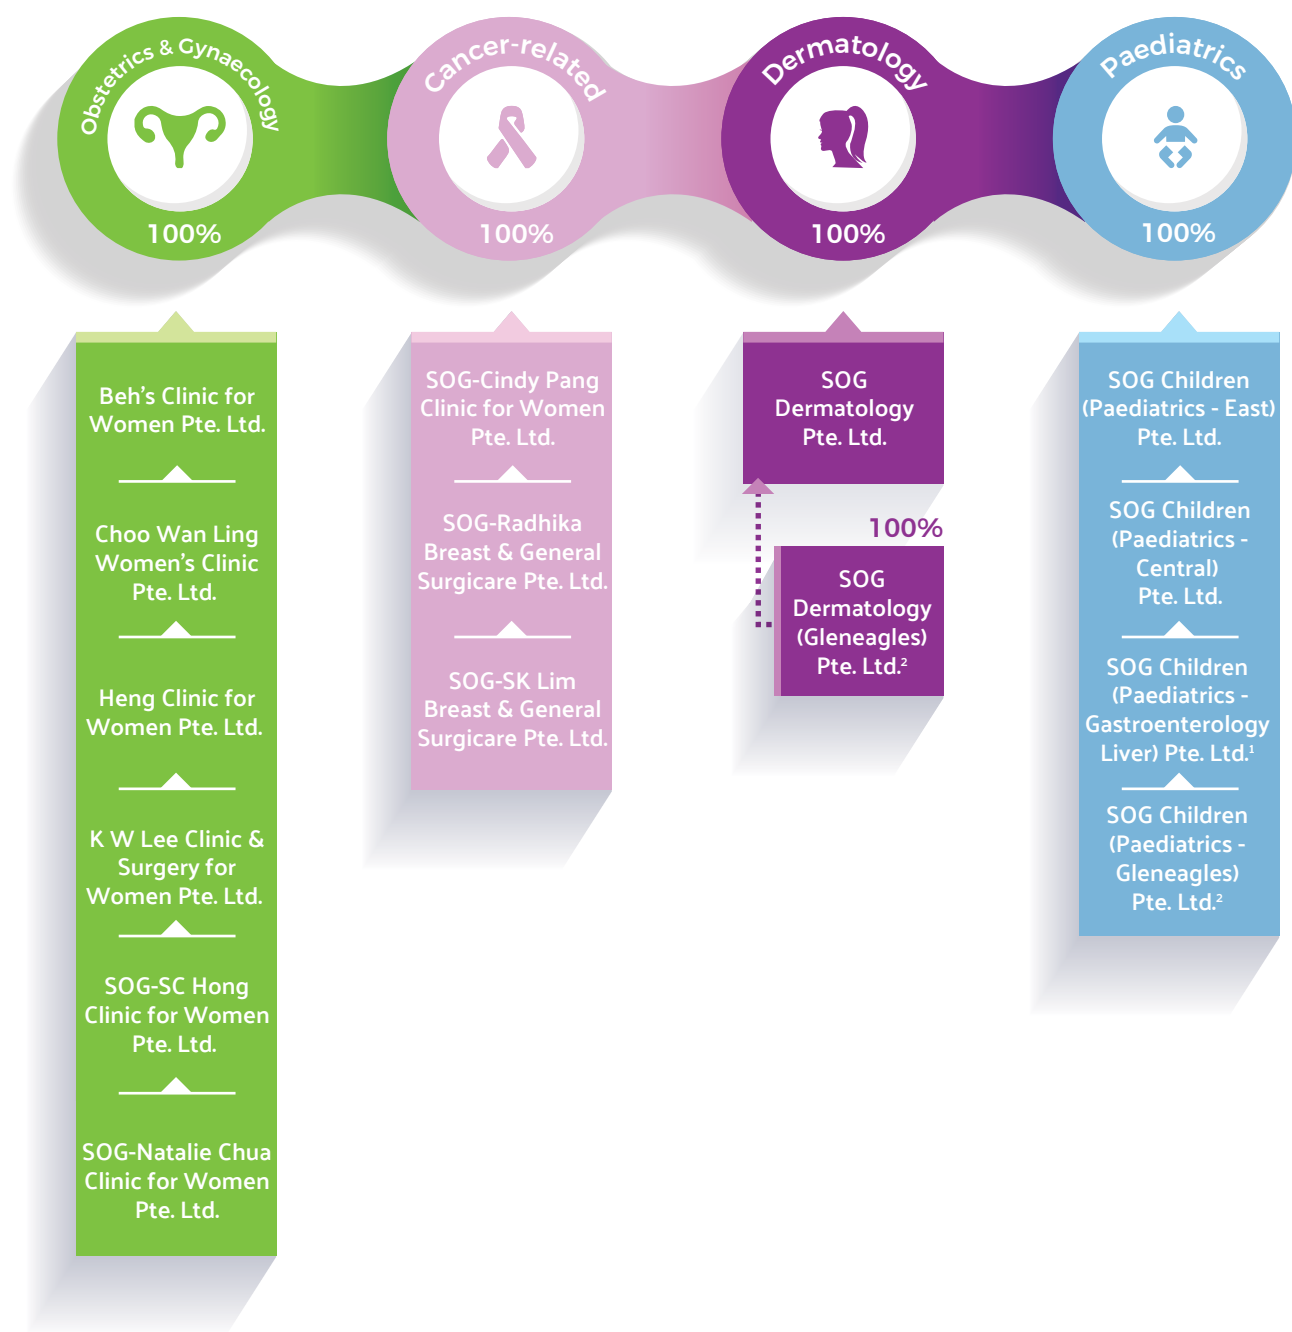 Obstetrics & Gynaecology
100%
Beh’s Clinic for
Women Pte. Ltd.
Choo Wan Ling
Women’s Clinic
Pte. Ltd.
Heng Clinic for
Women Pte. Ltd.
K W Lee Clinic &
Surgery for
Women Pte. Ltd.
SOG-SC Hong
Clinic for Women
Pte. Ltd.
SOG-Natalie Chua
Clinic for Women
Pte. Ltd.
Cancer-related
100%
SOG-Cindy Pang
Clinic for Women
Pte. Ltd.
SOG-Radhika
Breast & General
Surgicare Pte. Ltd.
SOG-SK Lim
Breast & General
Surgicare Pte. Ltd.
Dermatology
100%
SOG
Dermatology
Pte. Ltd.
100%
SOG
Dermatology
(Gleneagles)
Pte. Ltd.²
Paediatrics
100%
SOG Children
(Paediatrics - East)
Pte. Ltd.
SOG Children
(Paediatrics -
Central)
Pte. Ltd.
SOG Children
(Paediatrics -
Gastroenterology
Liver) Pte. Ltd.¹
SOG Children
(Paediatrics -
Gleneagles)
Pte. Ltd.²